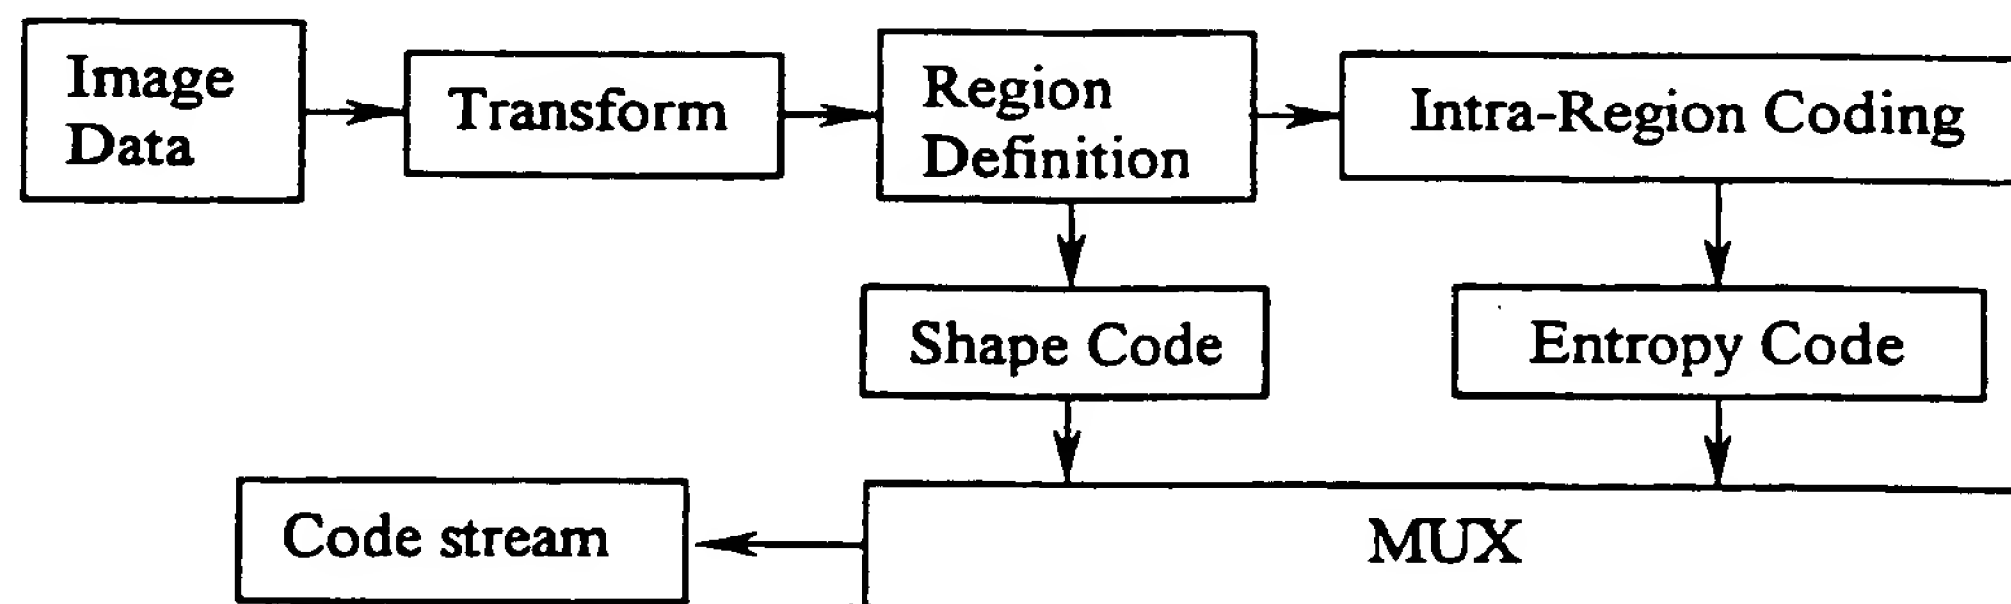 Image
Data
Transform
Region
Definition
Intra-Region Coding
Shape Code
Entropy Code
Code stream
MUX